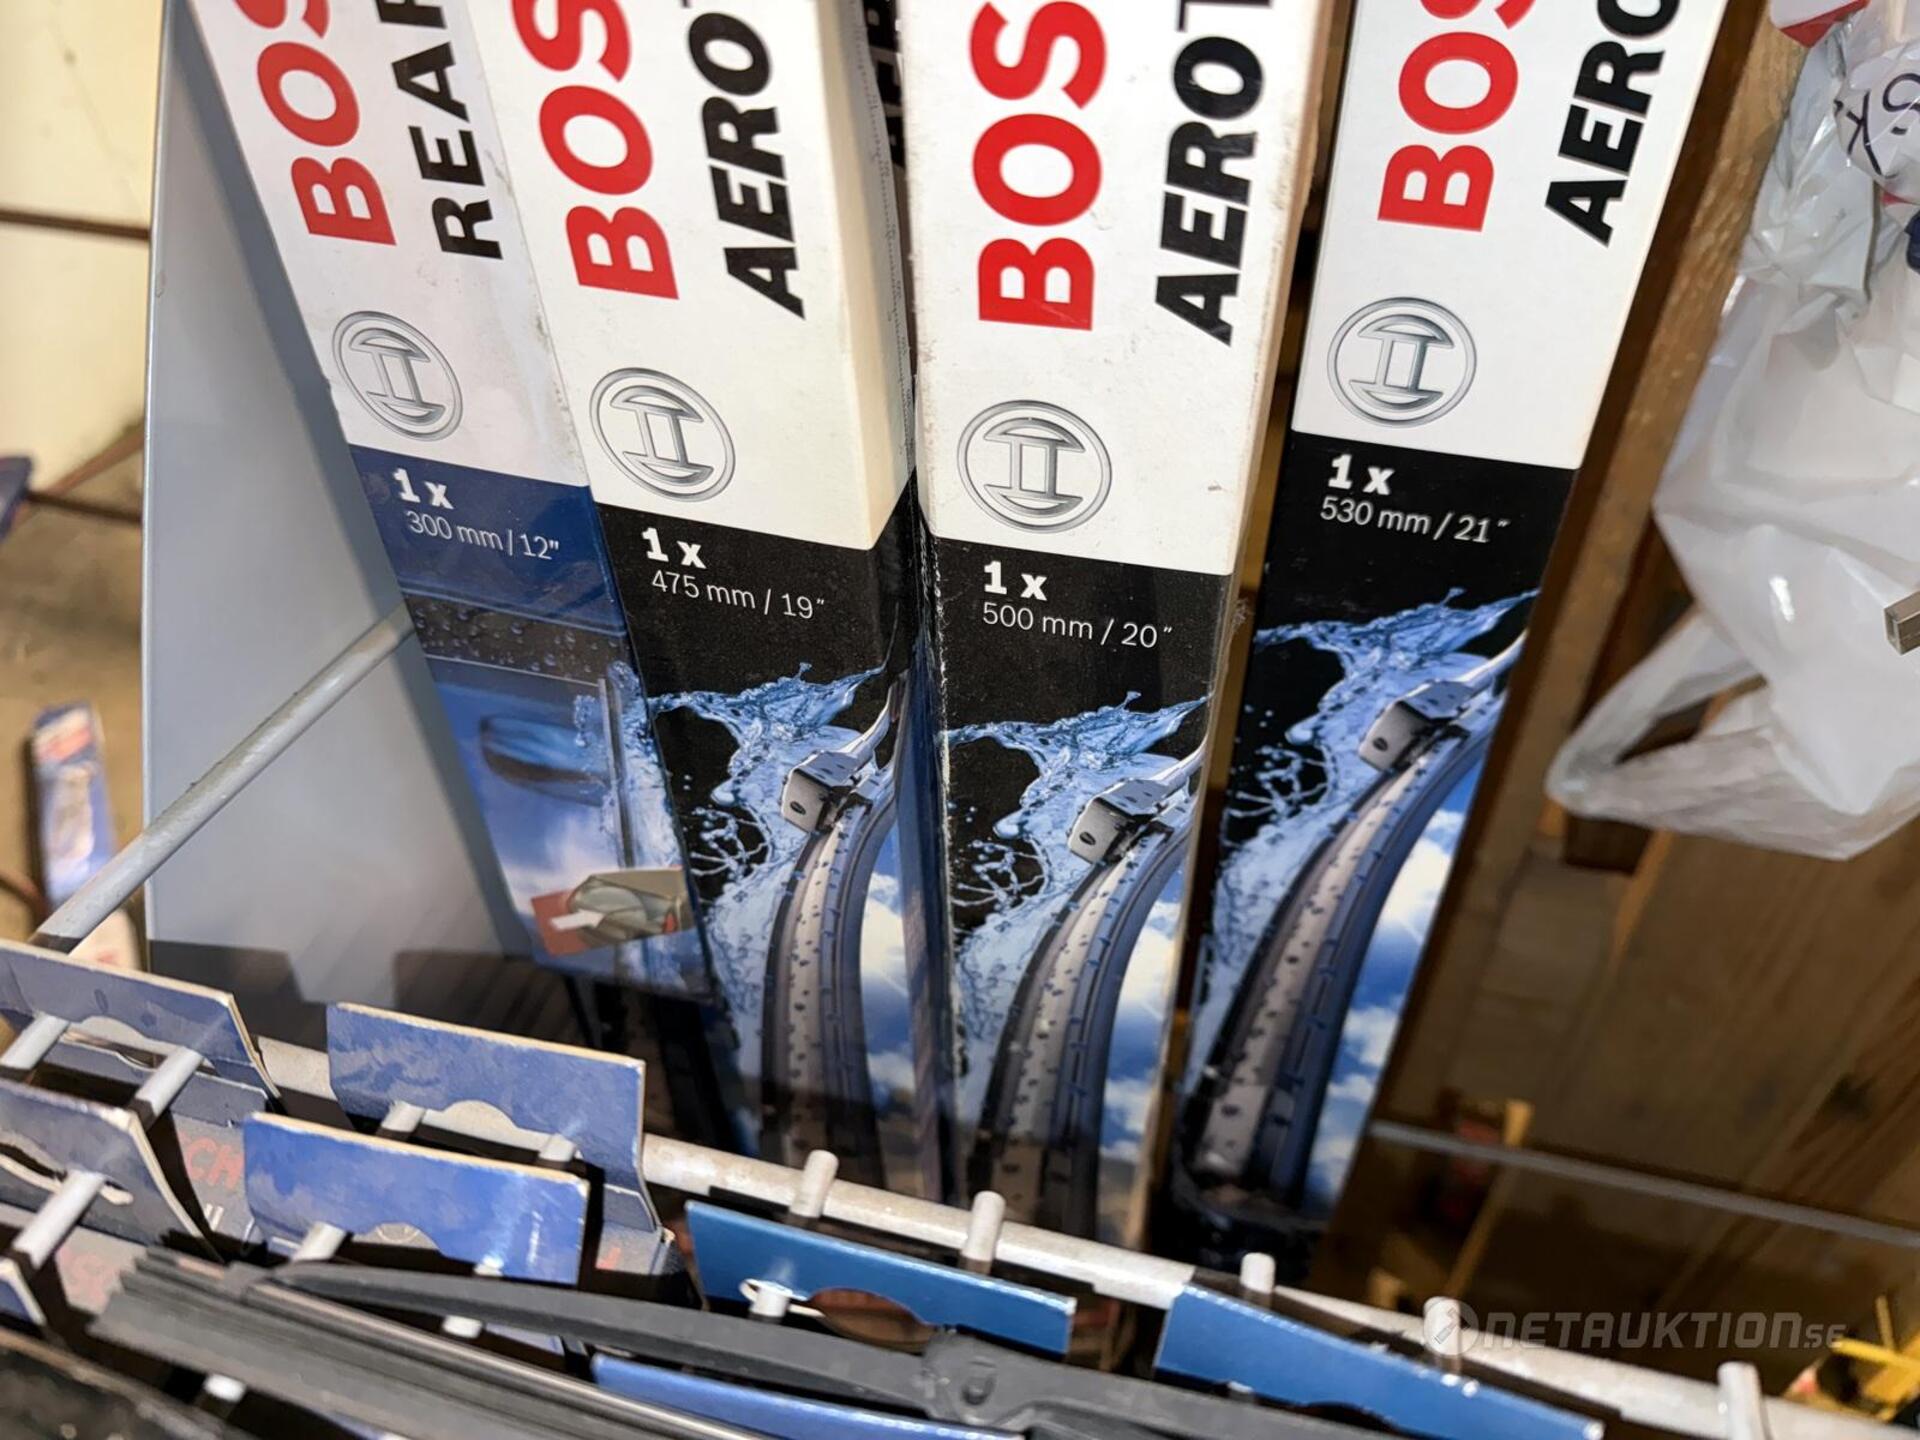 BOS
REAR
1 x
300 mm / 12"
BOS
AERO
1 x
475 mm / 19"
BOS
AEROT
1 x
500 mm / 20"
BOS
AERO
1 x
530 mm / 21"
NETAUKTION.SE